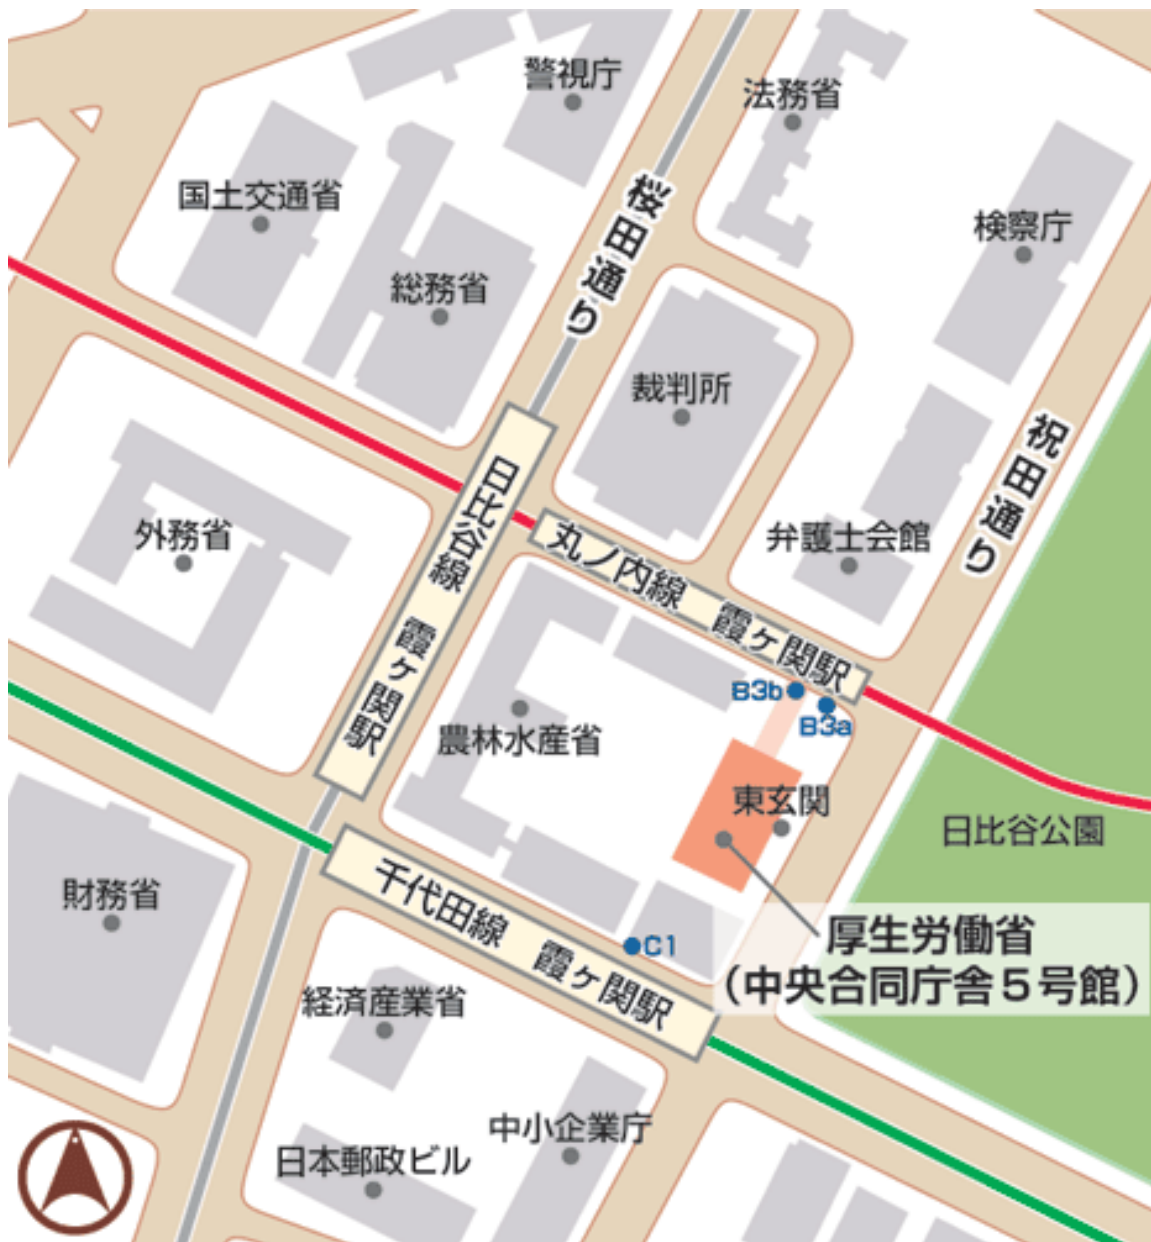 警視庁
法務省
国土交通省
桜田通り
検察庁
総務省
裁判所
祝田通り
日比谷線 霞ヶ関駅
外務省
丸ノ内線 霞ヶ関駅
弁護士会館
B3b
B3a
農林水産省
東玄関
日比谷公園
財務省
千代田線 霞ヶ関駅
厚生労働省
(中央合同庁舎5号館)
C1
経済産業省
中小企業庁
日本郵政ビル